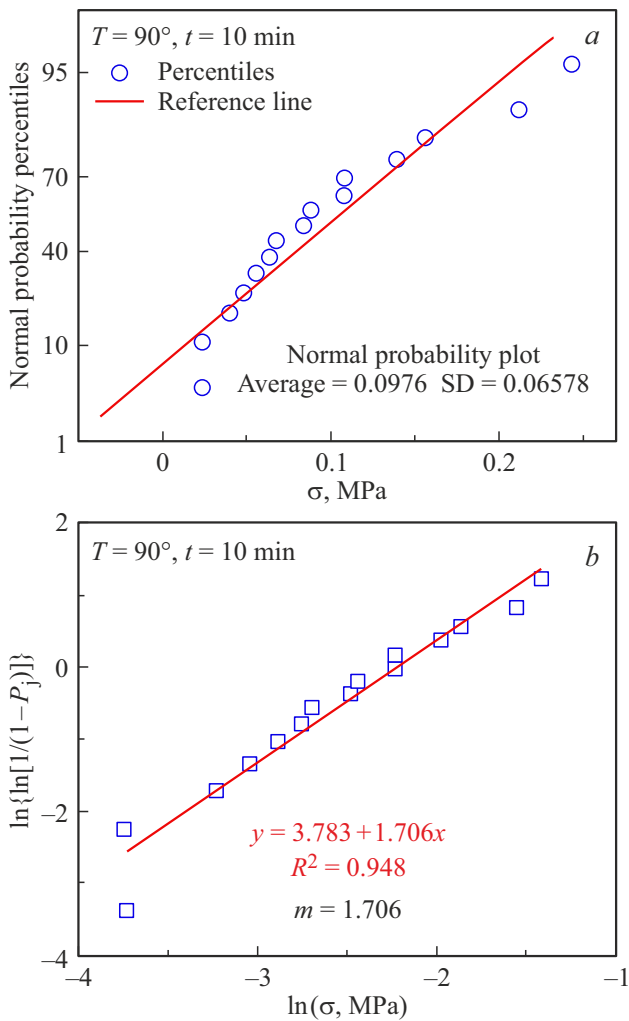 T = 90°, t = 10 min
a
Percentiles
Reference line
95
70
40
10
1
Normal probability percentiles
Normal probability plot
Average = 0.0976 SD = 0.06578
0
0.1
0.2
σ, MPa
T = 90°, t = 10 min
b
2
0
–2
–4
ln{ln[1/(1–P_j)]}
y = 3.783 + 1.706x
R² = 0.948
m = 1.706
–4
–3
–2
–1
ln(σ, MPa)